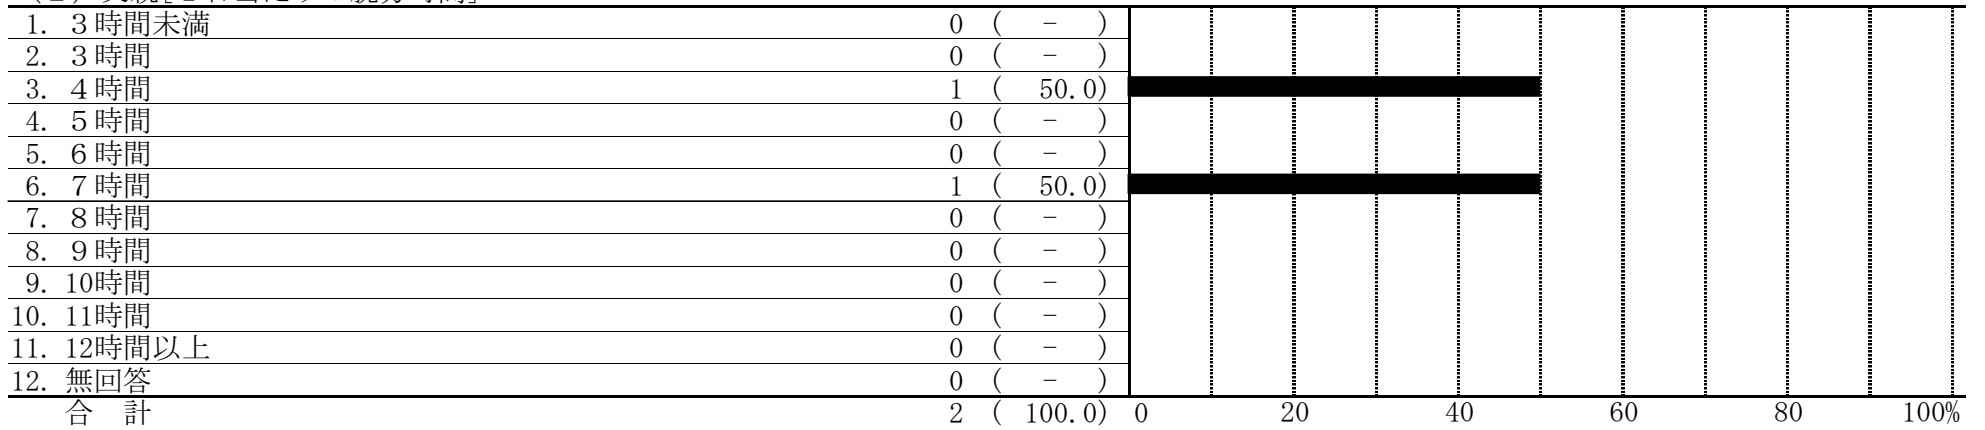 1. 3時間未満 0 ( - )
2. 3時間 0 ( - )
3. 4時間 1 ( 50.0)
4. 5時間 0 ( - )
5. 6時間 0 ( - )
6. 7時間 1 ( 50.0)
7. 8時間 0 ( - )
8. 9時間 0 ( - )
9. 10時間 0 ( - )
10. 11時間 0 ( - )
11. 12時間以上 0 ( - )
12. 無回答 0 ( - )
合 計 2 ( 100.0) 0 20 40 60 80 100%